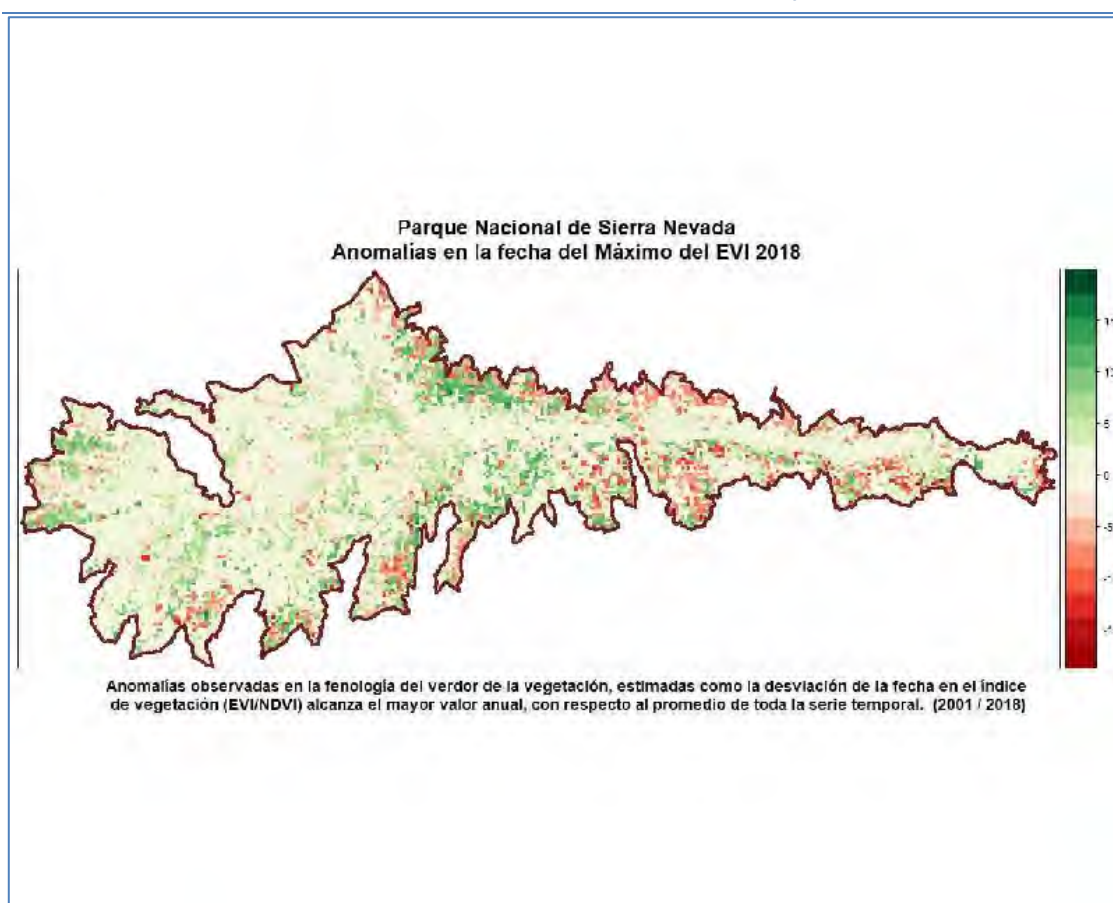 Parque Nacional de Sierra Nevada
Anomalías en la fecha del Máximo del EVI 2018
5
0
-5
Anomalías observadas en la fenología del verdor de la vegetación, estimadas como la desviación de la fecha en el índice
de vegetación (EVI/NDVI) alcanza el mayor valor anual, con respecto al promedio de toda la serie temporal. (2001 / 2018)